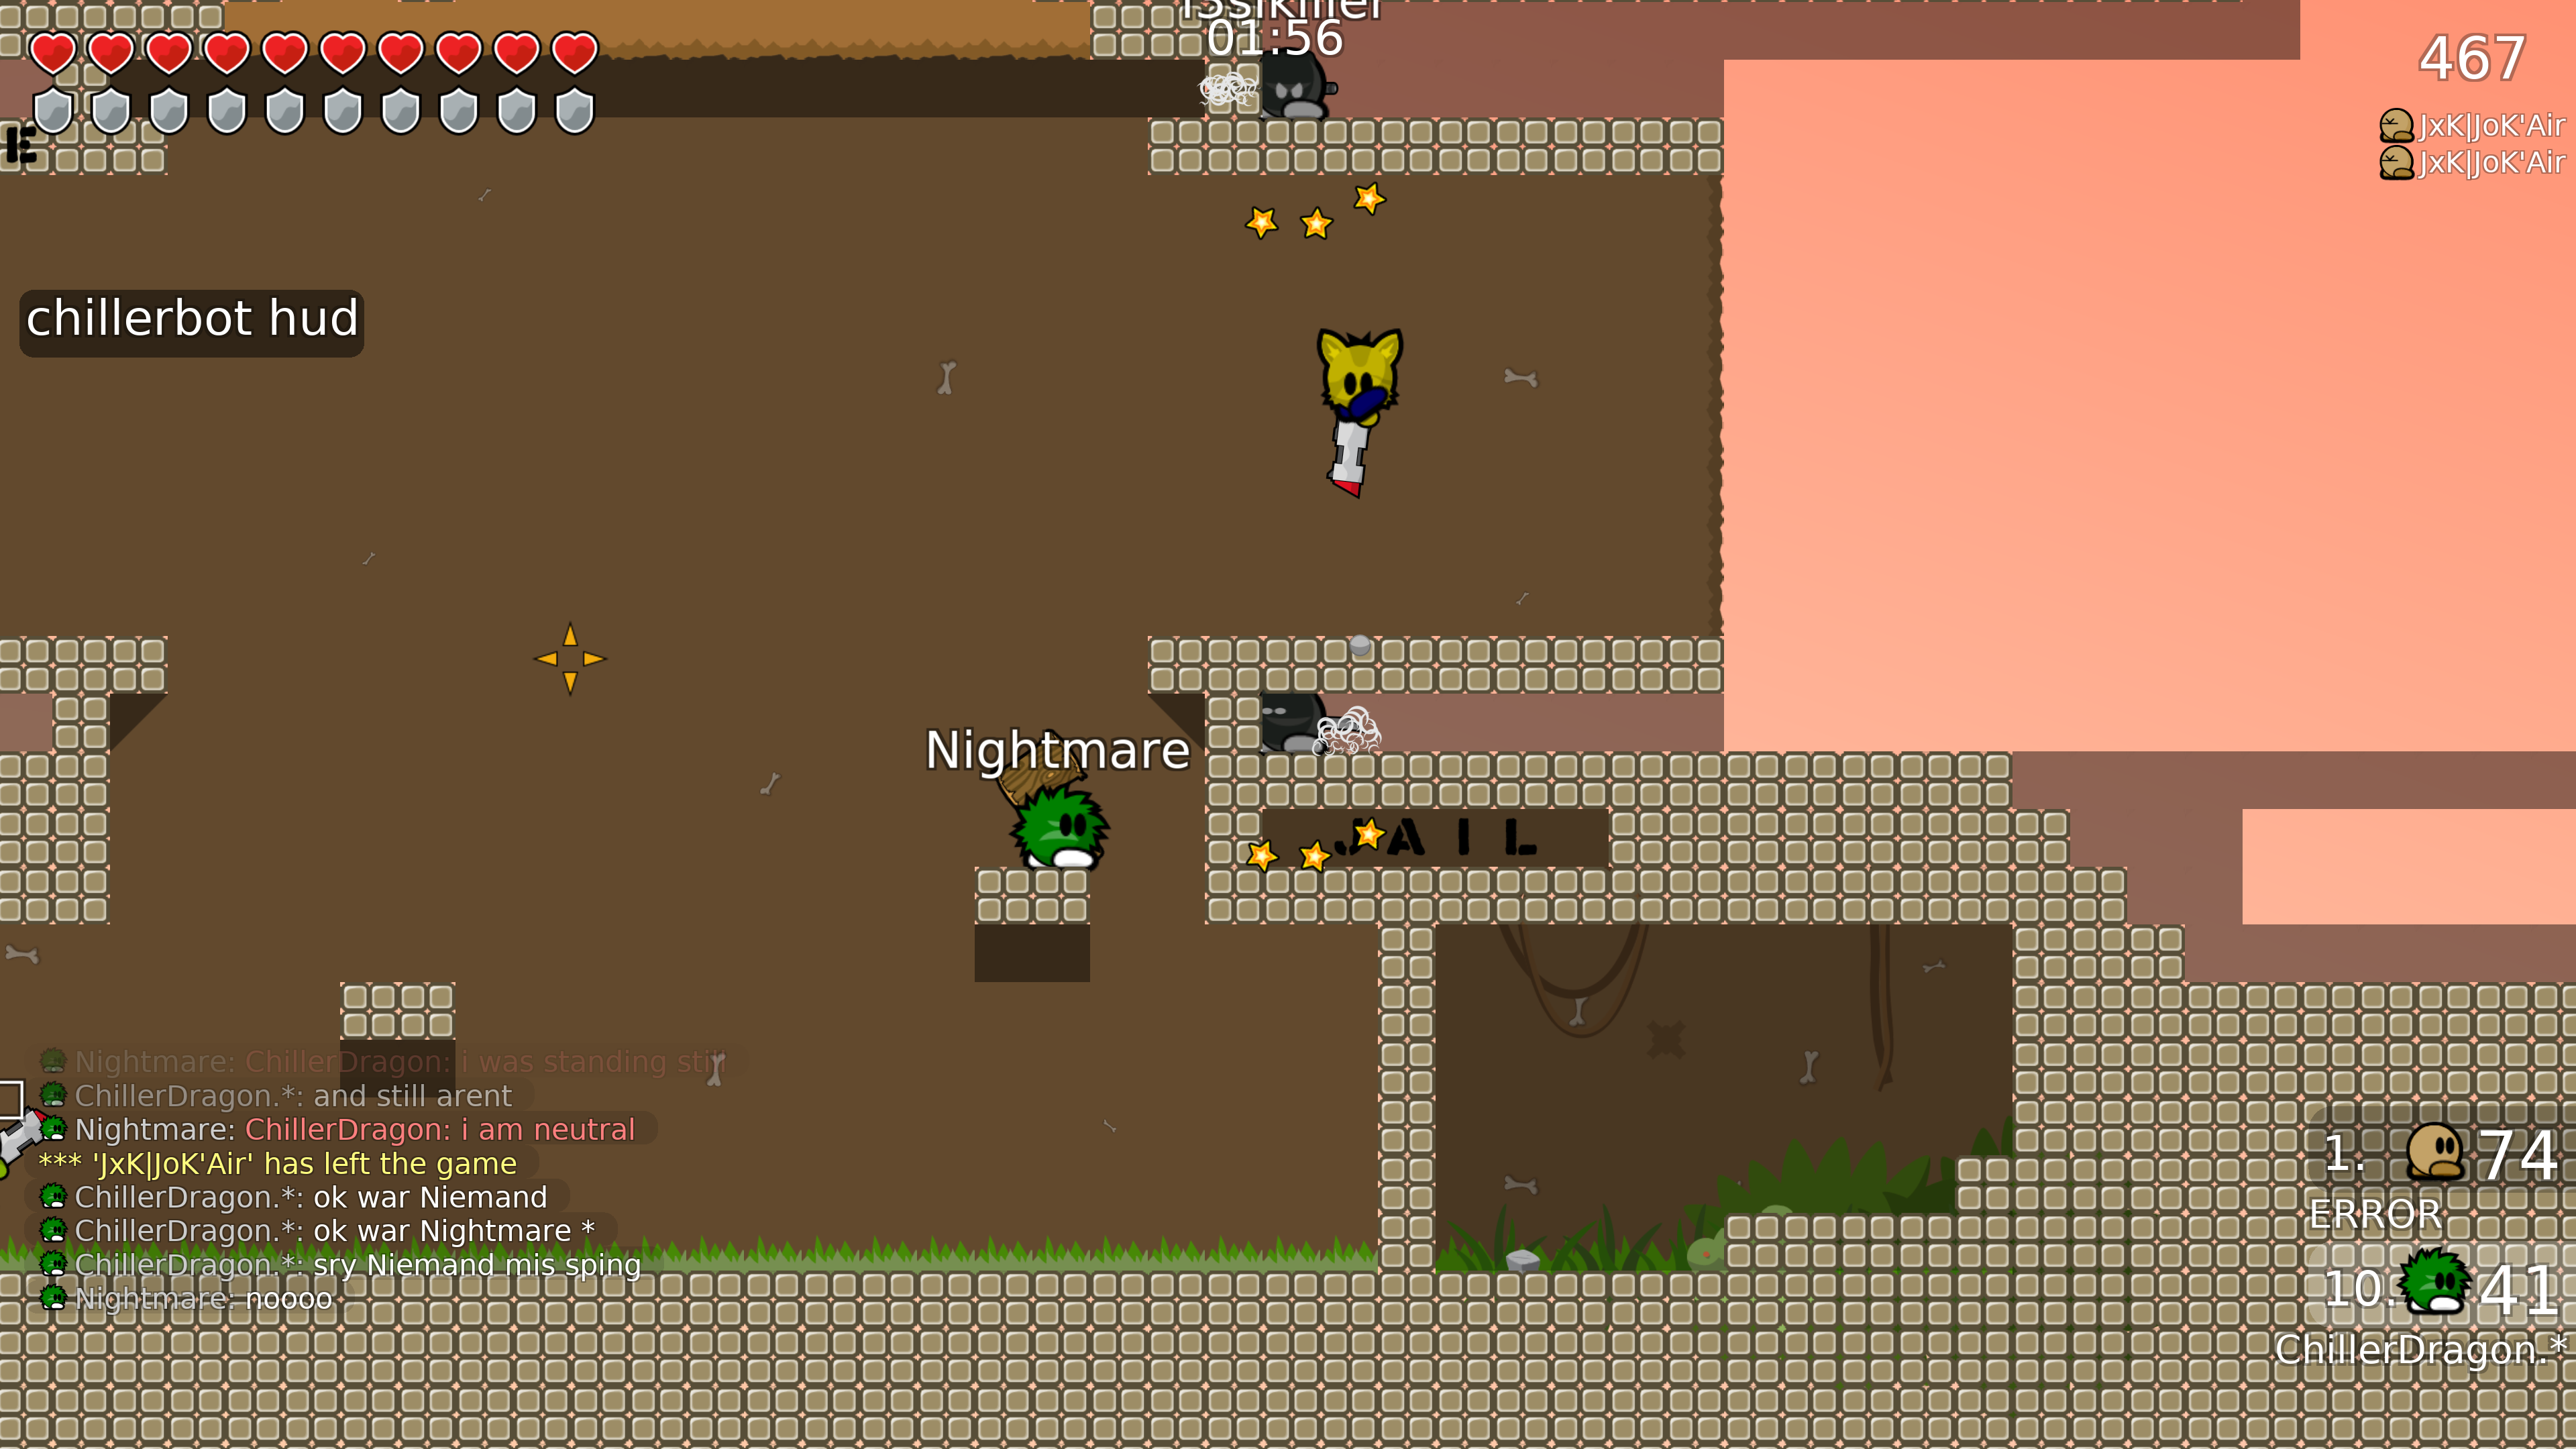 01:56
467
JxK|JoK'Air
JxK|JoK'Air
E
chillerbot hud
Nightmare
JAIL
Nightmare: ChillerDragon: i was standing still
ChillerDragon.*: and still arent
Nightmare: ChillerDragon: i am neutral
*** 'JxK|JoK'Air' has left the game
ChillerDragon.*: ok war Niemand
ChillerDragon.*: ok war Nightmare *
ChillerDragon.*: sry Niemand mis sping
Nightmare: noooo
1. 74
ERROR
10. 41
ChillerDragon.*